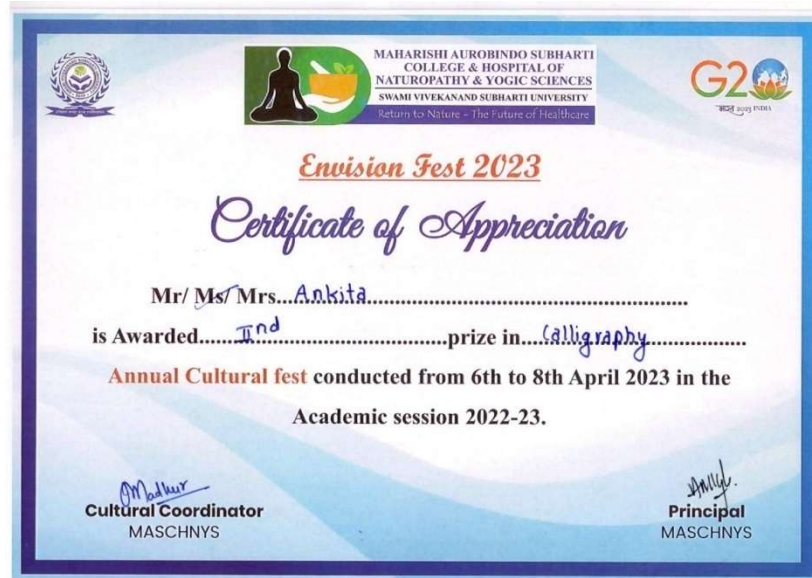 MAHARISHI AUROBINDO SUBHARTI
COLLEGE & HOSPITAL OF
NATUROPATHY & YOGIC SCIENCES
SWAMI VIVEKANAND SUBHARTI UNIVERSITY
Return to Nature - The Future of Healthcare
G20
भारत 2023 INDIA
Envision Fest 2023
Certificate of Appreciation
Mr/ Ms/ Mrs...Ankita...
is Awarded...IInd...prize in...Calligraphy...
Annual Cultural fest conducted from 6th to 8th April 2023 in the
Academic session 2022-23.
Madhur
Cultural Coordinator
MASCHNYS
Principal
MASCHNYS